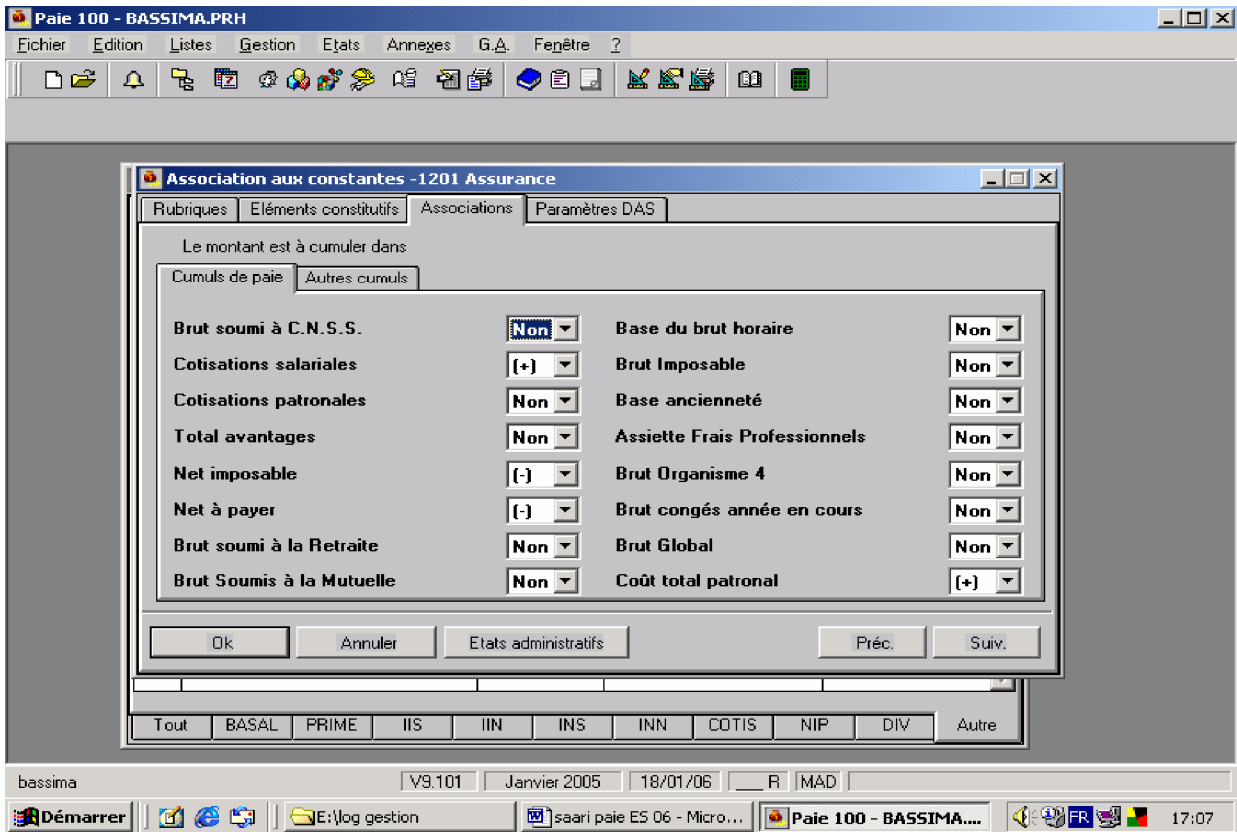 Paie 100 - BASSIMA.PRH
Fichier Edition Listes Gestion Etats Annexes G.A. Fenêtre ?
Association aux constantes -1201 Assurance
Rubriques Eléments constitutifs Associations Paramètres DAS
Le montant est à cumuler dans
Cumuls de paie Autres cumuls
Brut soumi à C.N.S.S. Non Base du brut horaire Non
Cotisations salariales (+) Brut Imposable Non
Cotisations patronales Non Base ancienneté Non
Total avantages Non Assiette Frais Professionnels Non
Net imposable (-) Brut Organisme 4 Non
Net à payer (-) Brut congés année en cours Non
Brut soumi à la Retraite Non Brut Global Non
Brut Soumis à la Mutuelle Non Coût total patronal (+)
Ok Annuler Etats administratifs Préc. Suiv.
Tout BASAL PRIME IIS IIN INS INN COTIS NIP DIV Autre
bassima V9.101 Janvier 2005 18/01/06 ___ R MAD
Démarrer E:\log gestion saari paie ES 06 - Micro... Paie 100 - BASSIMA.... FR 17:07